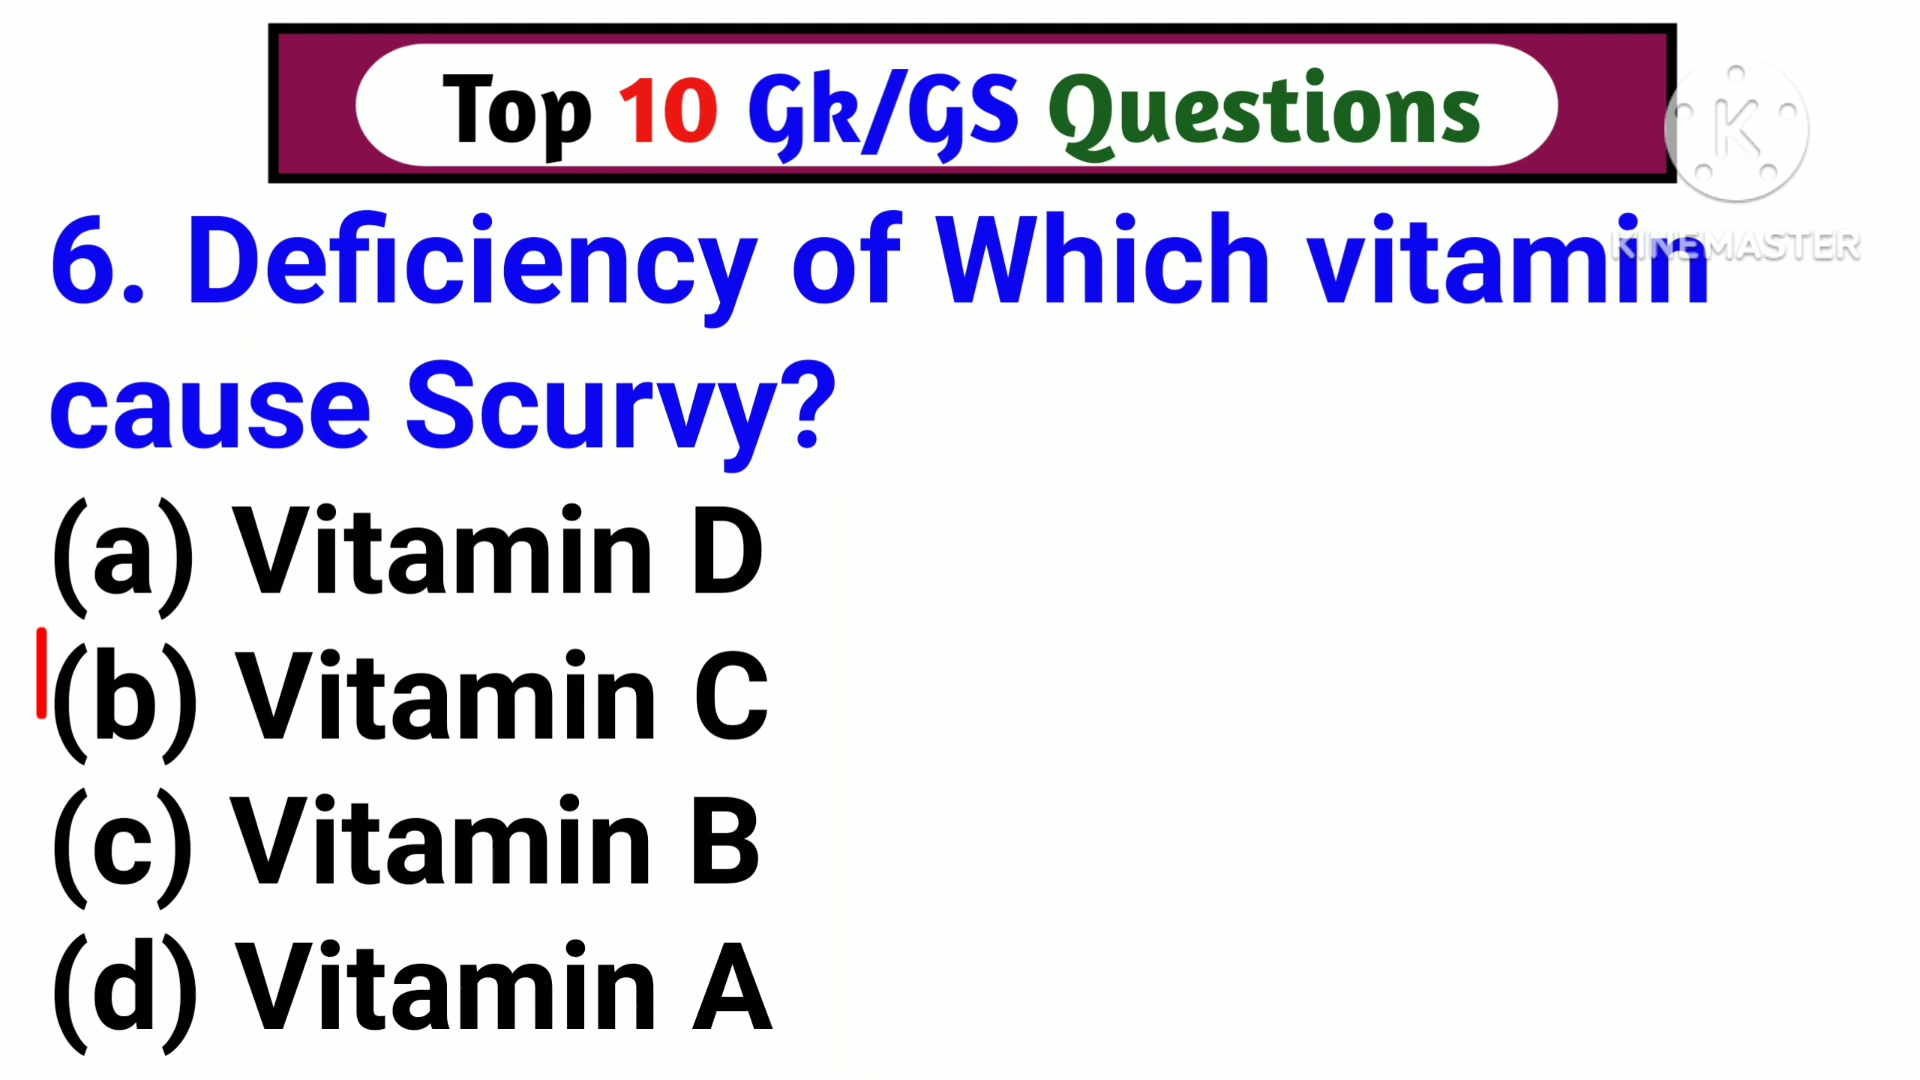 Top 10 Gk/GS Questions
K
KINEMASTER
6. Deficiency of Which vitamin
cause Scurvy?
(a) Vitamin D
(b) Vitamin C
(c) Vitamin B
(d) Vitamin A